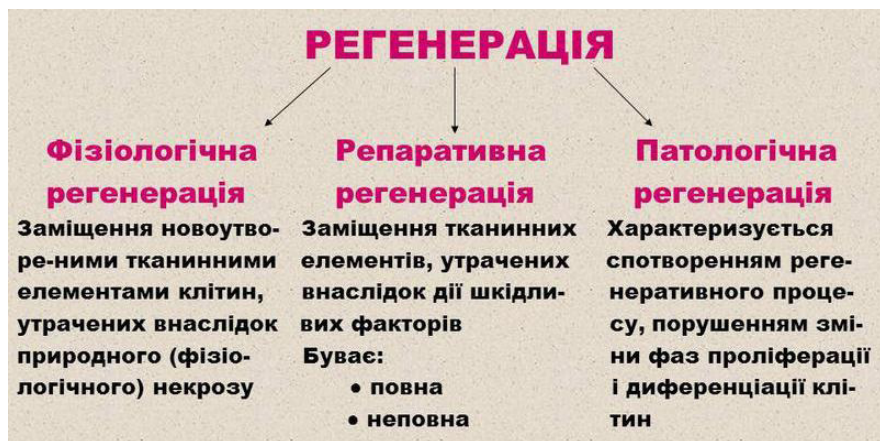 РЕГЕНЕРАЦІЯ
Фізіологічна
регенерація
Заміщення новоутво-
ре-ними тканинними
елементами клітин,
утрачених внаслідок
природного (фізіо-
логічного) некрозу
Репаративна
регенерація
Заміщення тканинних
елементів, утрачених
внаслідок дії шкідли-
вих факторів
Буває:
• повна
• неповна
Патологічна
регенерація
Характеризується
спотворенням реге-
неративного проце-
су, порушенням змі-
ни фаз проліферації
і диференціації клі-
тин